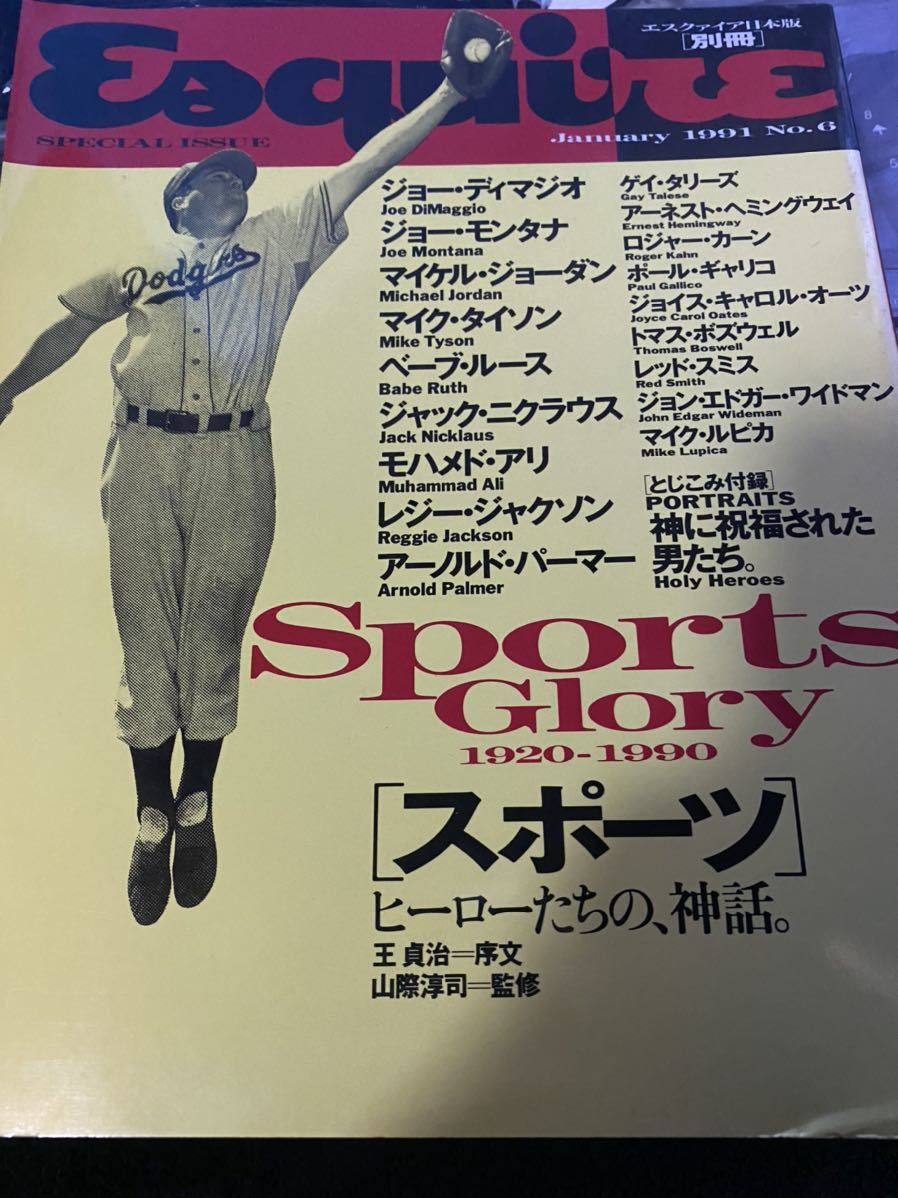 エスクァイア日本版
[別冊]
Esquire
SPECIAL ISSUE
January 1991 No.6
Dodgers
ジョー・ディマジオ
Joe DiMaggio
ジョー・モンタナ
Joe Montana
マイケル・ジョーダン
Michael Jordan
マイク・タイソン
Mike Tyson
ベーブ・ルース
Babe Ruth
ジャック・ニクラウス
Jack Nicklaus
モハメド・アリ
Muhammad Ali
レジー・ジャクソン
Reggie Jackson
アーノルド・パーマー
Arnold Palmer
ゲイ・タリーズ
Gay Talese
アーネスト・ヘミングウェイ
Ernest Hemingway
ロジャー・カーン
Roger Kahn
ポール・ギャリコ
Paul Gallico
ジョイス・キャロル・オーツ
Joyce Carol Oates
トマス・ボズウェル
Thomas Boswell
レッド・スミス
Red Smith
ジョン・エドガー・ワイドマン
John Edgar Wideman
マイク・ルピカ
Mike Lupica
[とじこみ付録]
PORTRAITS
神に祝福された
男たち。
Holy Heroes
Sports
Glory
1920-1990
[スポーツ]
ヒーローたちの、神話。
王 貞治＝序文
山際淳司＝監修
8